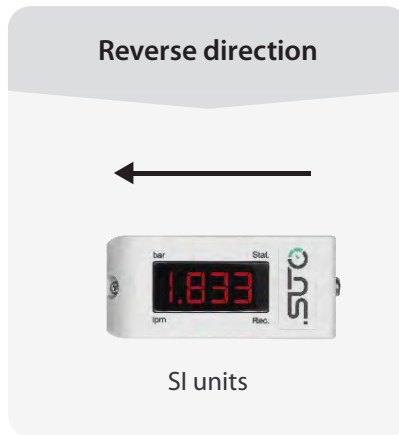 Reverse direction
bar Stat.
1.833
lpm Rec.
SUTO
SI units